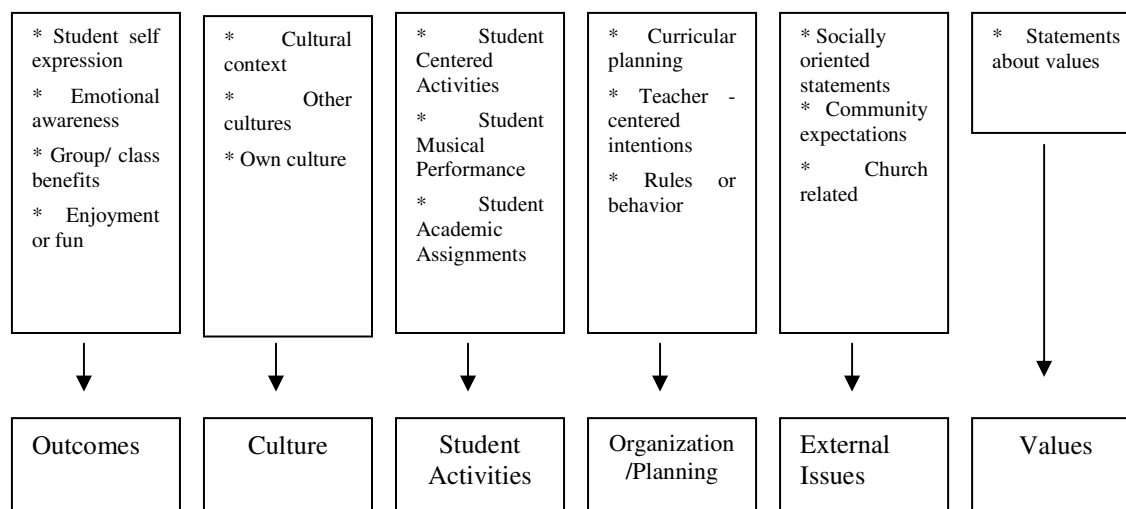 * Student self
expression
* Emotional
awareness
* Group/ class
benefits
* Enjoyment
or fun
* Cultural
context
* Other
cultures
* Own culture
* Student
Centered
Activities
* Student
Musical
Performance
* Student
Academic
Assignments
* Curricular
planning
* Teacher -
centered
intentions
* Rules or
behavior
* Socially
oriented
statements
* Community
expectations
* Church
related
* Statements
about values
Outcomes
Culture
Student
Activities
Organization
/Planning
External
Issues
Values